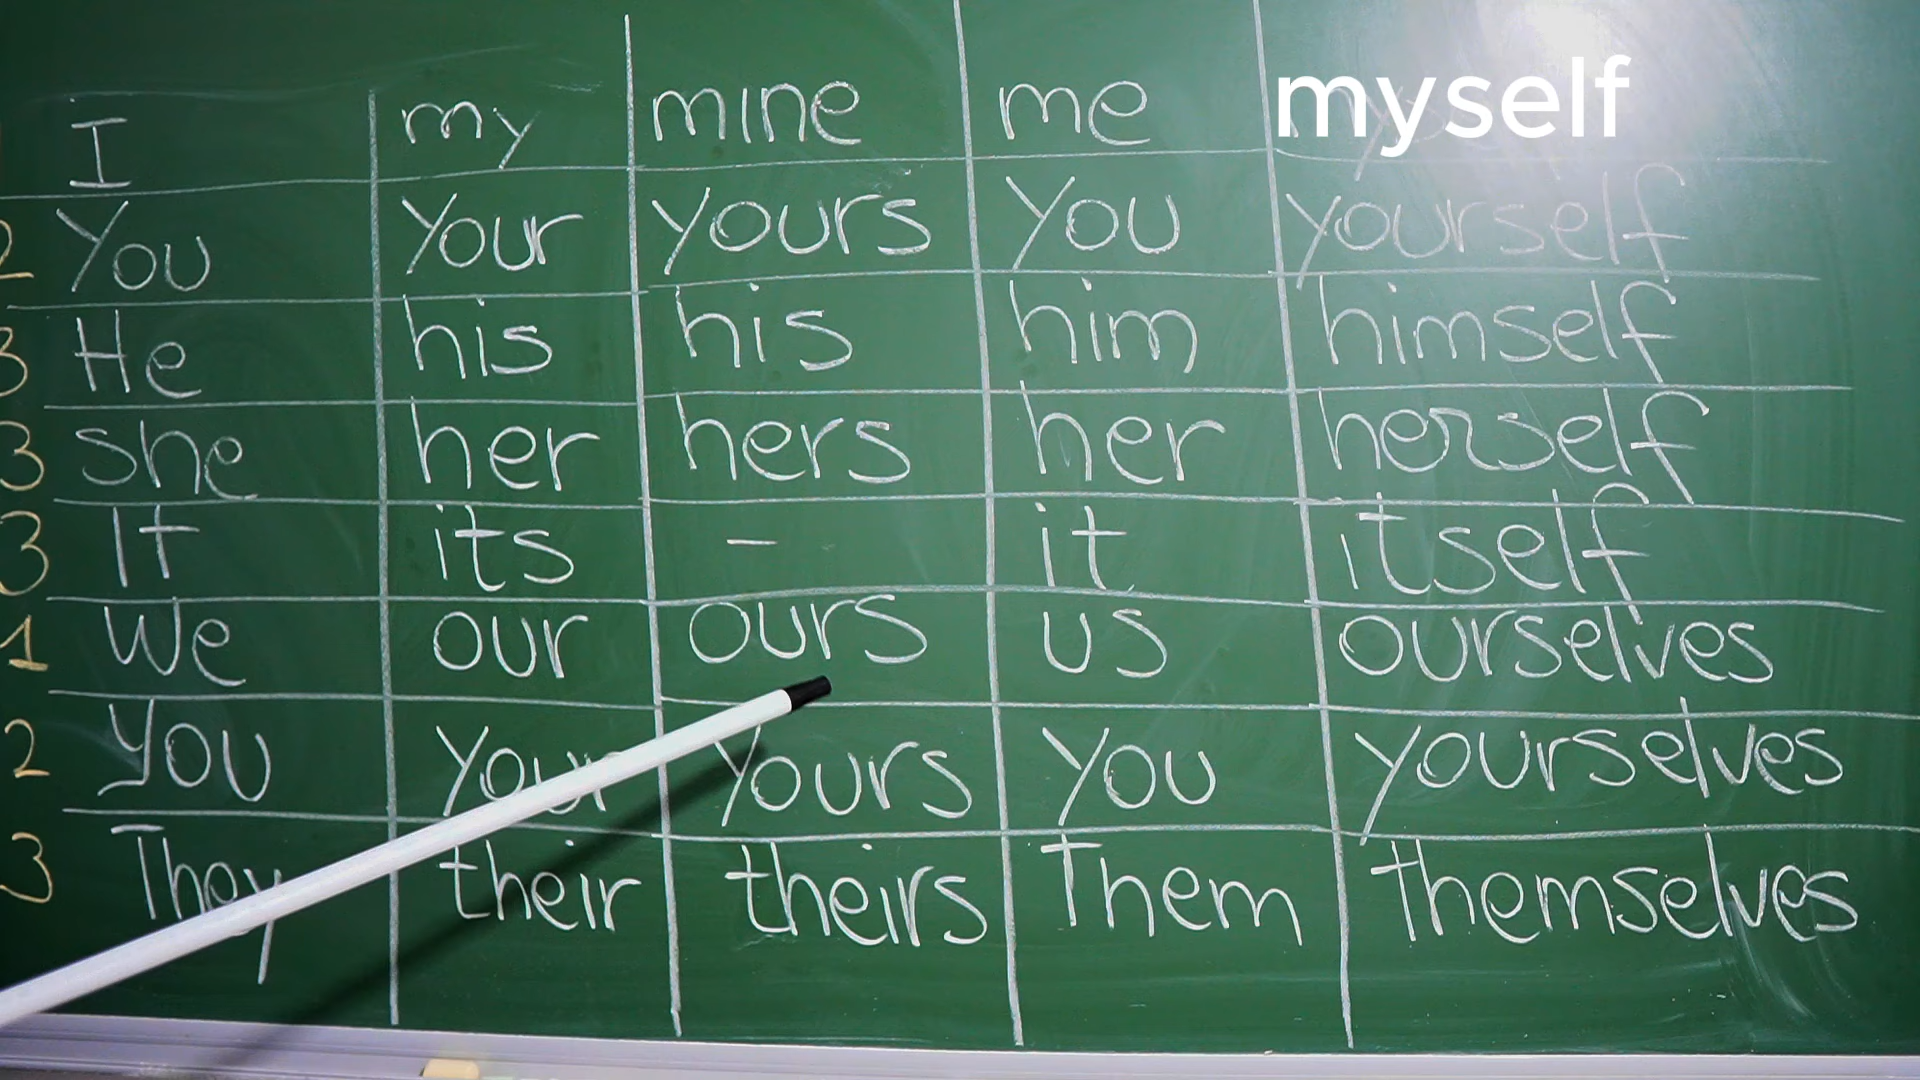 I my mine me myself
2 You your yours you yourself
3 He his his him himself
3 she her hers her herself
3 It its - it itself
1 We our ours us ourselves
2 you your yours you yourselves
3 They their theirs Them themselves